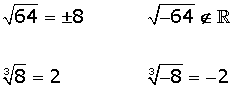 √64 = ±8 √−64 ∉ ℝ
∛8 = 2 ∛−8 = −2